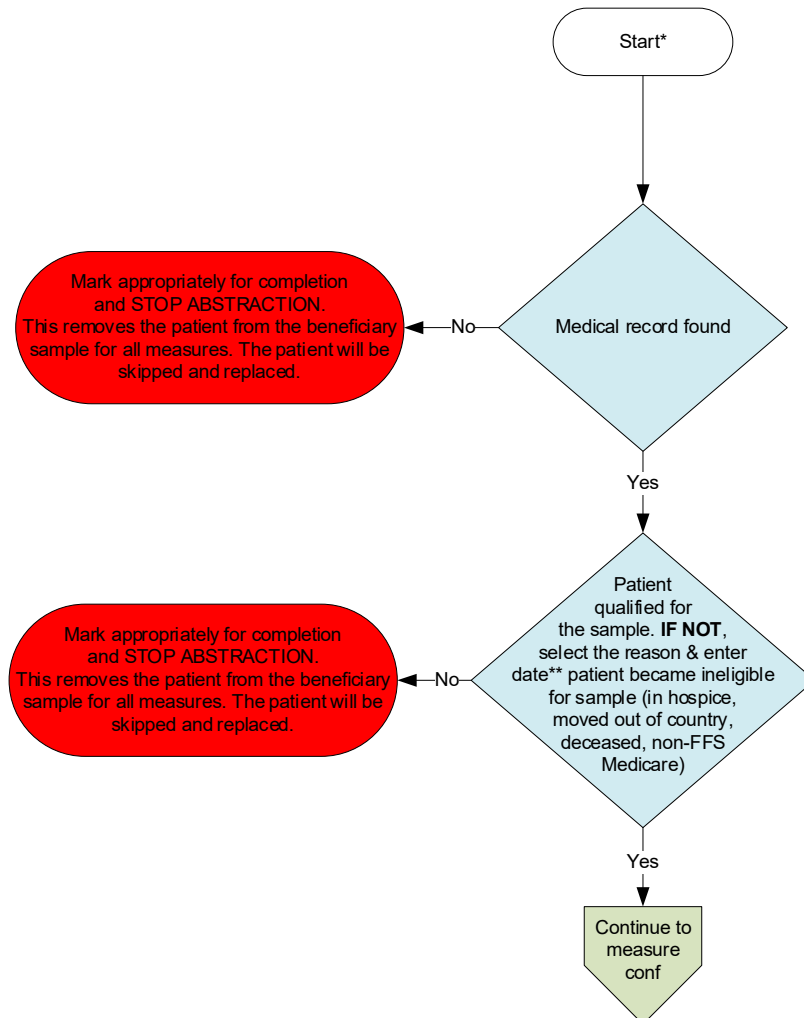 Start*
Medical record found
No
Mark appropriately for completion
and STOP ABSTRACTION.
This removes the patient from the beneficiary
sample for all measures. The patient will be
skipped and replaced.
Yes
Patient
qualified for
the sample. IF NOT,
select the reason & enter
date** patient became ineligible
for sample (in hospice,
moved out of country,
deceased, non-FFS
Medicare)
No
Mark appropriately for completion
and STOP ABSTRACTION.
This removes the patient from the beneficiary
sample for all measures. The patient will be
skipped and replaced.
Yes
Continue to
measure
conf